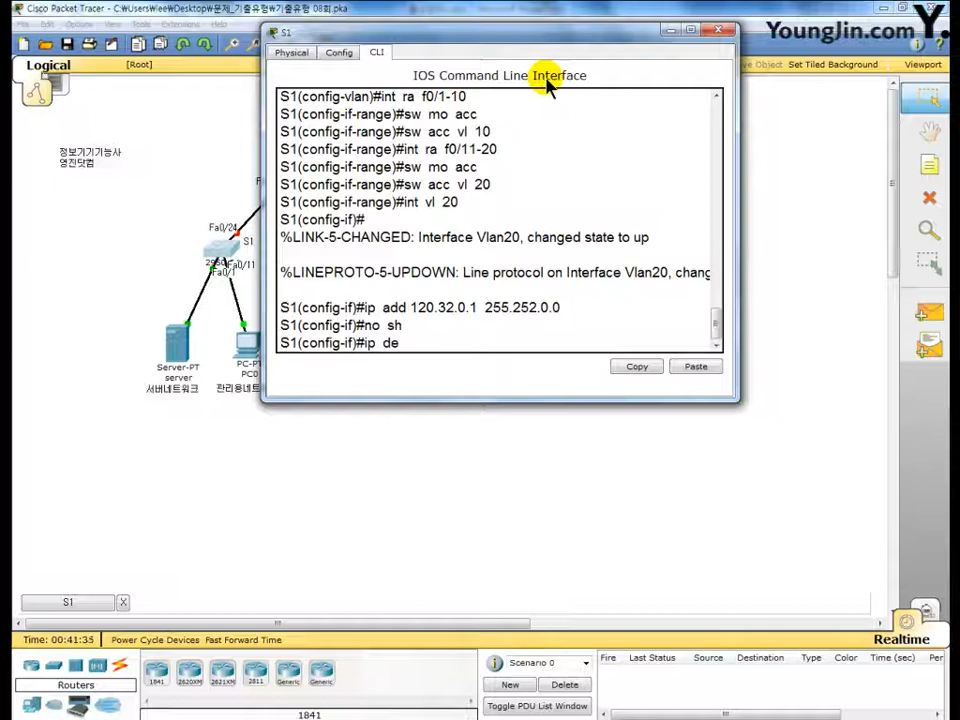 Cisco Packet Tracer - C:\Users\lee\Desktop\문제_기출유형\기출유형 08회.pka
YoungJin.com Y.
File Edit Options View Tools Extensions Help
Logical
[Root]
Set Tiled Background
Viewport
S1
Physical Config CLI
IOS Command Line Interface
S1(config-vlan)#int ra f0/1-10
S1(config-if-range)#sw mo acc
S1(config-if-range)#sw acc vl 10
S1(config-if-range)#int ra f0/11-20
S1(config-if-range)#sw mo acc
S1(config-if-range)#sw acc vl 20
S1(config-if-range)#int vl 20
S1(config-if)#
%LINK-5-CHANGED: Interface Vlan20, changed state to up
%LINEPROTO-5-UPDOWN: Line protocol on Interface Vlan20, chang
S1(config-if)#ip add 120.32.0.1 255.252.0.0
S1(config-if)#no sh
S1(config-if)#ip de
Copy Paste
정보기기기능사
영진닷컴
Fa0/24
S1
Fa0/11
Fa0/1
Server-PT
server
서버네트워크
PC-PT
PC0
관리용네트
S1 X
Time: 00:41:35 Power Cycle Devices Fast Forward Time
Realtime
Routers
1841 2620XM 2621XM 2811 Generic Generic
1841
Scenario 0
New Delete
Toggle PDU List Window
Fire Last Status Source Destination Type Color Time (sec) Per